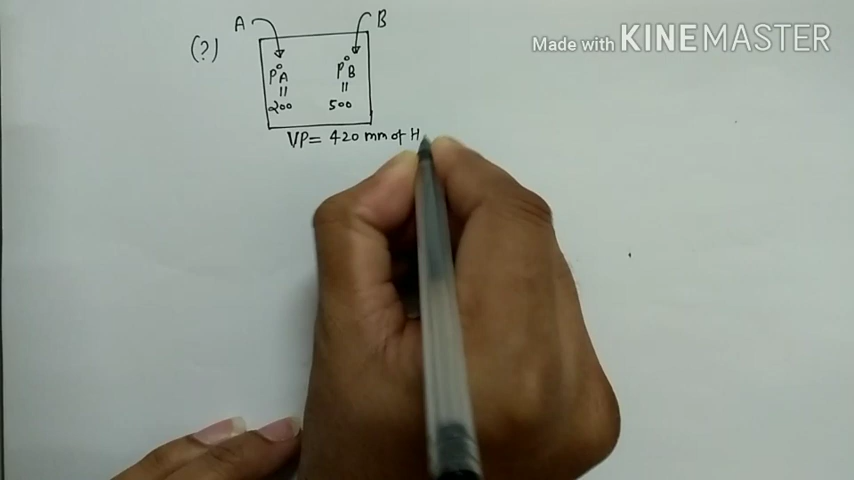 Made with KINEMASTER
A B
(?)
P°A P°B
= =
200 500
VP= 420 mm of H